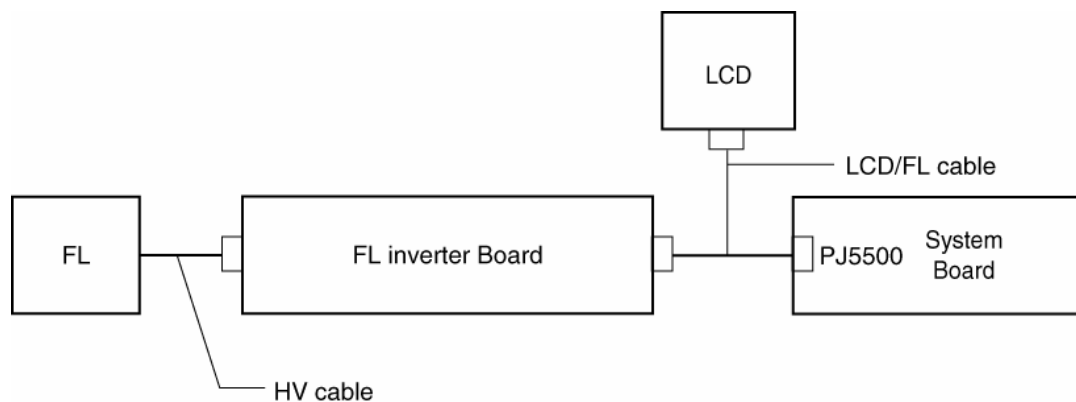 LCD
LCD/FL cable
FL
FL inverter Board
PJ5500
System
Board
HV cable